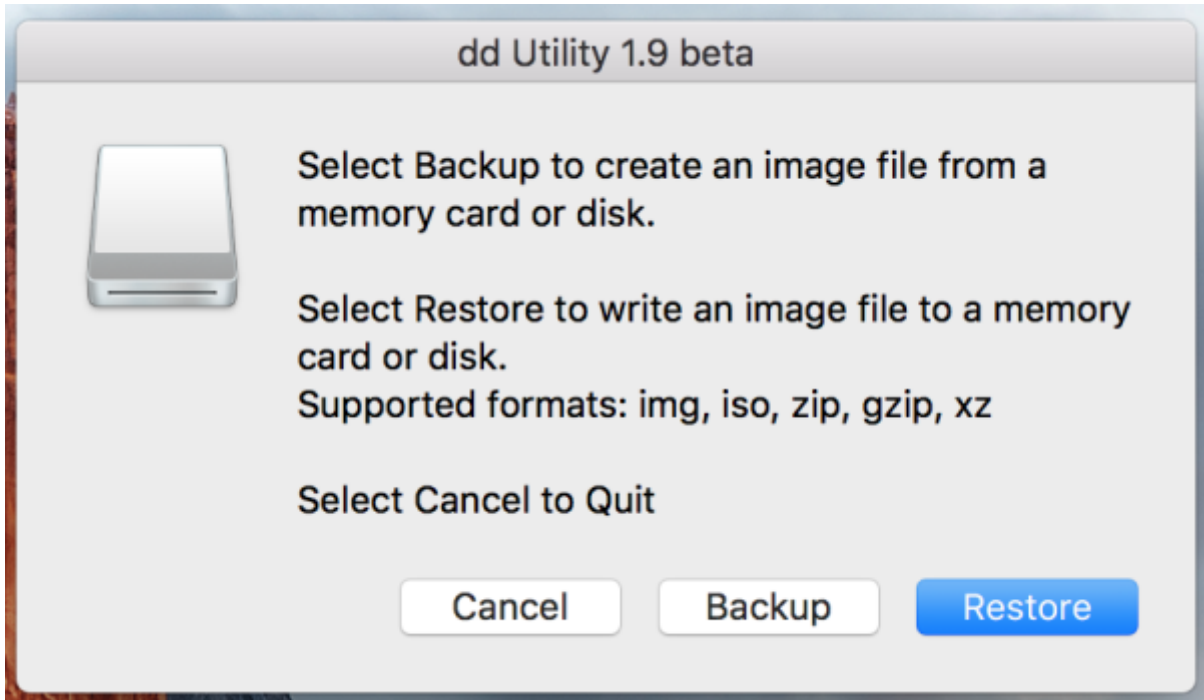 dd Utility 1.9 beta
Select Backup to create an image file from a
memory card or disk.
Select Restore to write an image file to a memory
card or disk.
Supported formats: img, iso, zip, gzip, xz
Select Cancel to Quit
Cancel
Backup
Restore